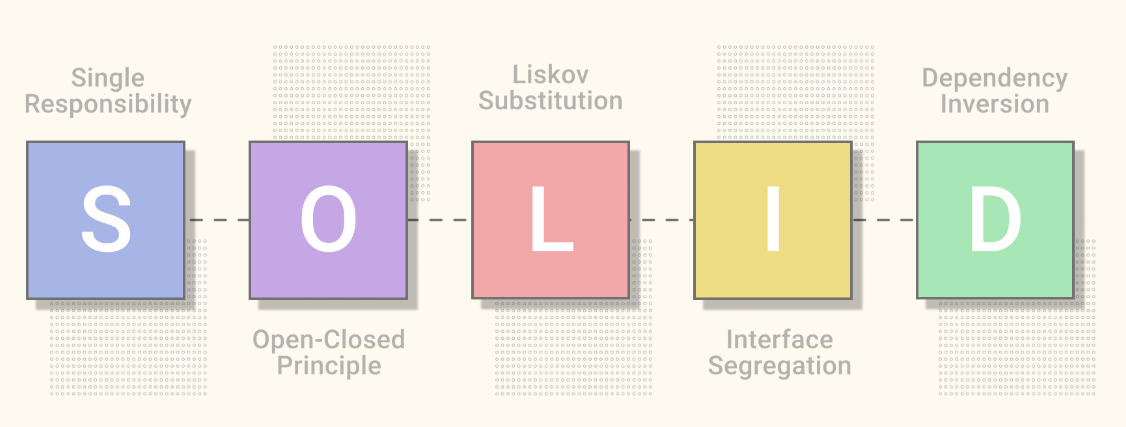 Single
Responsibility
S
O
Open-Closed
Principle
Liskov
Substitution
L
I
Interface
Segregation
Dependency
Inversion
D